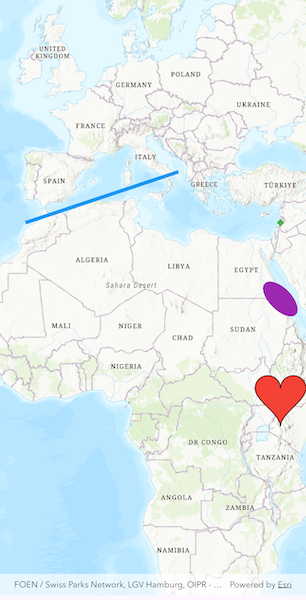 UNITED
KINGDOM
POLAND
GERMANY
UKRAINE
FRANCE
ITALY
SPAIN
GREECE
TÜRKIYE
ALGERIA
LIBYA
EGYPT
Sahara Desert
MALI
NIGER
SUDAN
CHAD
NIGERIA
DR CONGO
TANZANIA
ANGOLA
ZAMBIA
NAMIBIA
FOEN / Swiss Parks Network, LGV Hamburg, OIPR - … Powered by Esri